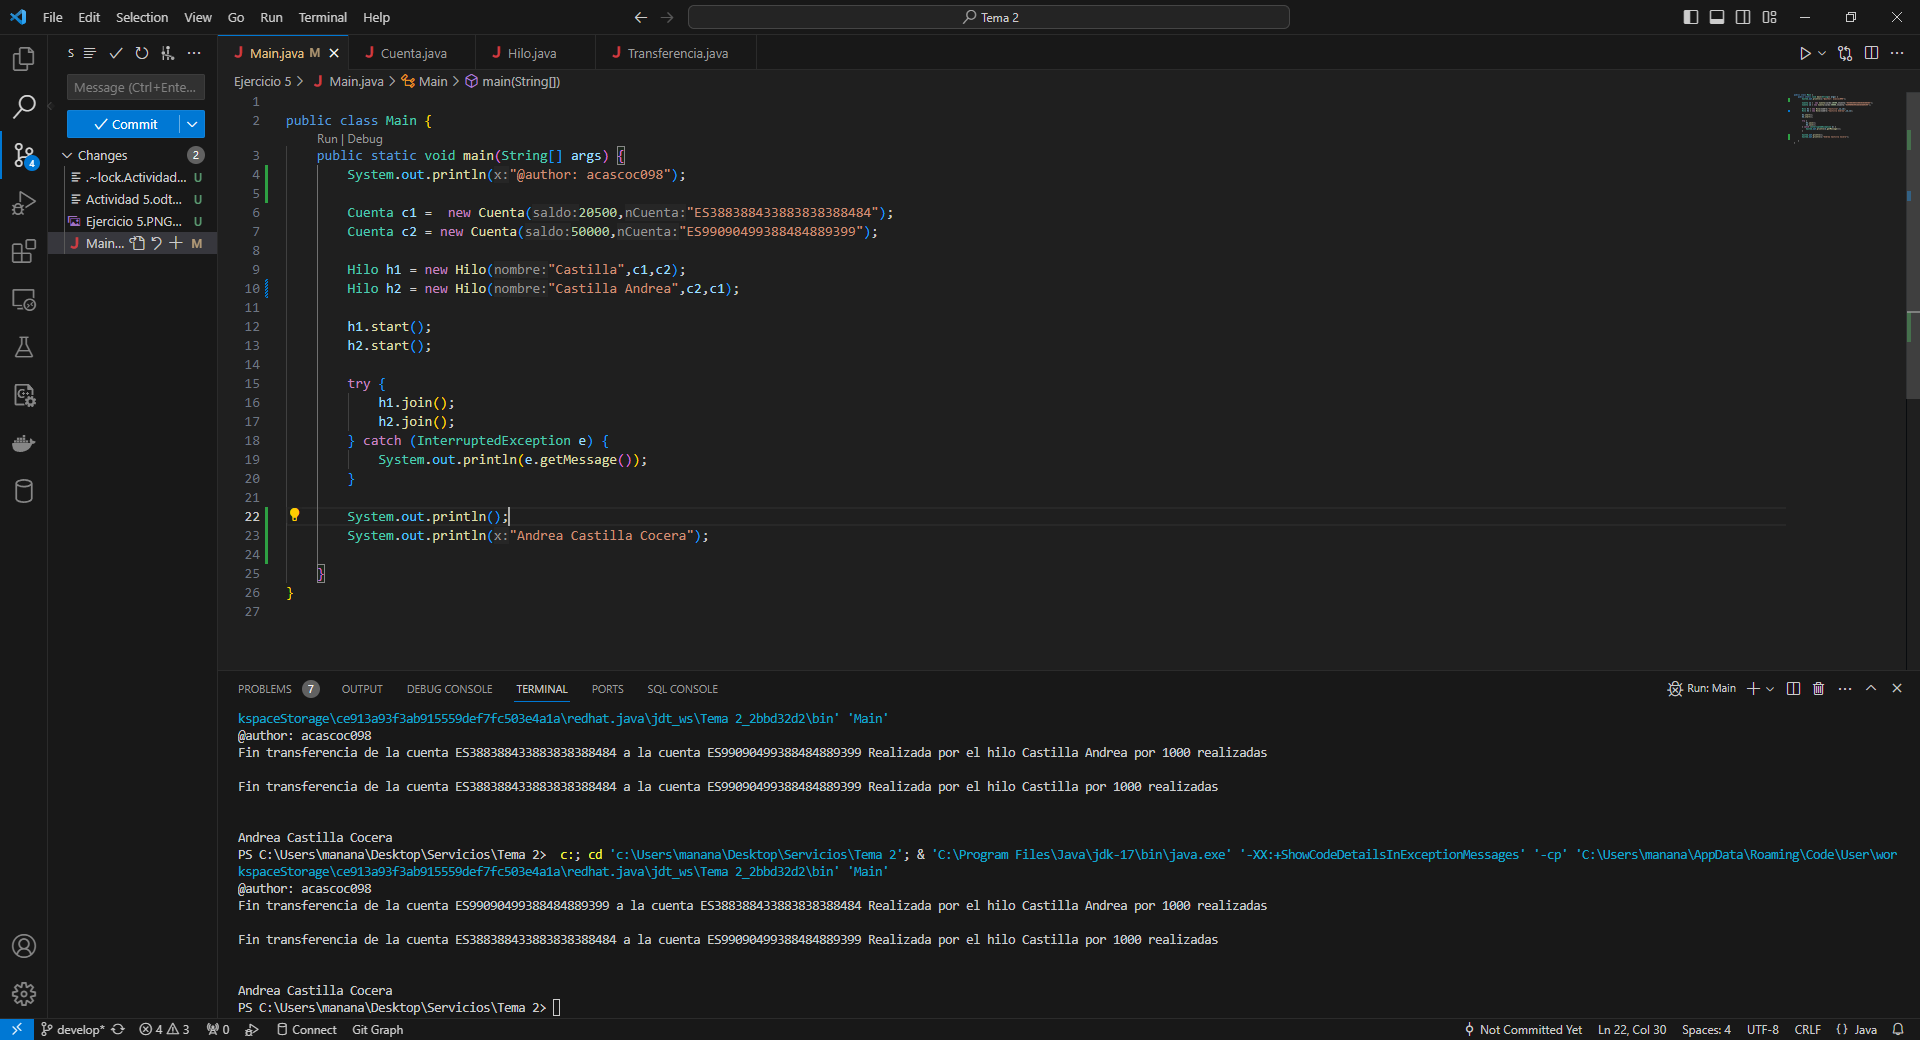 File Edit Selection View Go Run Terminal Help
Tema 2
S
Main.java M
Cuenta.java
Hilo.java
Transferencia.java
Message (Ctrl+Ente...
Commit
Changes 2
.~lock.Actividad... U
Actividad 5.odt... U
Ejercicio 5.PNG... U
Main... M
4
Ejercicio 5 > Main.java > Main > main(String[])
1
2 public class Main {
Run | Debug
3 public static void main(String[] args) {
4 System.out.println(x:"@author: acascoc098");
5
6 Cuenta c1 =  new Cuenta(saldo:20500,nCuenta:"ES388388433883838388484");
7 Cuenta c2 = new Cuenta(saldo:50000,nCuenta:"ES99090499388484889399");
8
9 Hilo h1 = new Hilo(nombre:"Castilla",c1,c2);
10 Hilo h2 = new Hilo(nombre:"Castilla Andrea",c2,c1);
11
12 h1.start();
13 h2.start();
14
15 try {
16 h1.join();
17 h2.join();
18 } catch (InterruptedException e) {
19 System.out.println(e.getMessage());
20 }
21
22 System.out.println();
23 System.out.println(x:"Andrea Castilla Cocera");
24
25 }
26 }
27
PROBLEMS 7 OUTPUT DEBUG CONSOLE TERMINAL PORTS SQL CONSOLE
Run: Main
kspaceStorage\ce913a93f3ab915559def7fc503e4a1a\redhat.java\jdt_ws\Tema 2_2bbd32d2\bin' 'Main'
@author: acascoc098
Fin transferencia de la cuenta ES388388433883838388484 a la cuenta ES99090499388484889399 Realizada por el hilo Castilla Andrea por 1000 realizadas
Fin transferencia de la cuenta ES388388433883838388484 a la cuenta ES99090499388484889399 Realizada por el hilo Castilla por 1000 realizadas
Andrea Castilla Cocera
PS C:\Users\manana\Desktop\Servicios\Tema 2>  c:; cd 'c:\Users\manana\Desktop\Servicios\Tema 2'; & 'C:\Program Files\Java\jdk-17\bin\java.exe' '-XX:+ShowCodeDetailsInExceptionMessages' '-cp' 'C:\Users\manana\AppData\Roaming\Code\User\wor
kspaceStorage\ce913a93f3ab915559def7fc503e4a1a\redhat.java\jdt_ws\Tema 2_2bbd32d2\bin' 'Main'
@author: acascoc098
Fin transferencia de la cuenta ES99090499388484889399 a la cuenta ES388388433883838388484 Realizada por el hilo Castilla Andrea por 1000 realizadas
Fin transferencia de la cuenta ES388388433883838388484 a la cuenta ES99090499388484889399 Realizada por el hilo Castilla por 1000 realizadas
Andrea Castilla Cocera
PS C:\Users\manana\Desktop\Servicios\Tema 2>
develop* 4 3 0 Connect Git Graph
Not Committed Yet Ln 22, Col 30 Spaces: 4 UTF-8 CRLF {} Java